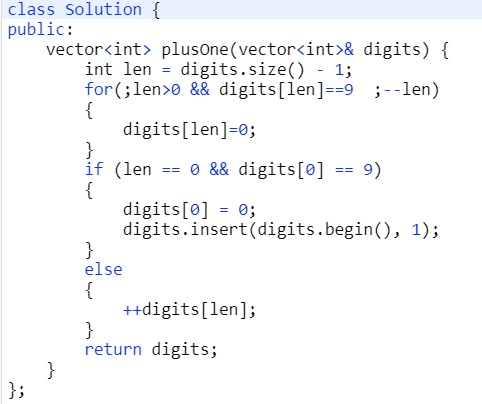 class Solution {
public:
    vector<int> plusOne(vector<int>& digits) {
        int len = digits.size() - 1;
        for(;len>0 && digits[len]==9  ;--len)
        {
            digits[len]=0;
        }
        if (len == 0 && digits[0] == 9)
        {
            digits[0] = 0;
            digits.insert(digits.begin(), 1);
        }
        else
        {
            ++digits[len];
        }
        return digits;
    }
};